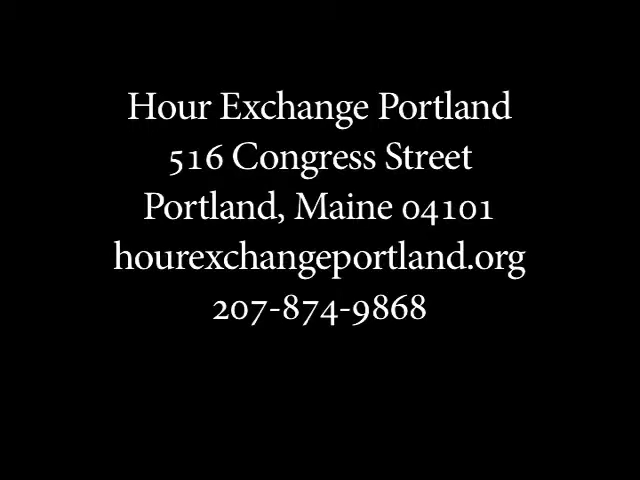 Hour Exchange Portland
516 Congress Street
Portland, Maine 04101
hourexchangeportland.org
207-874-9868